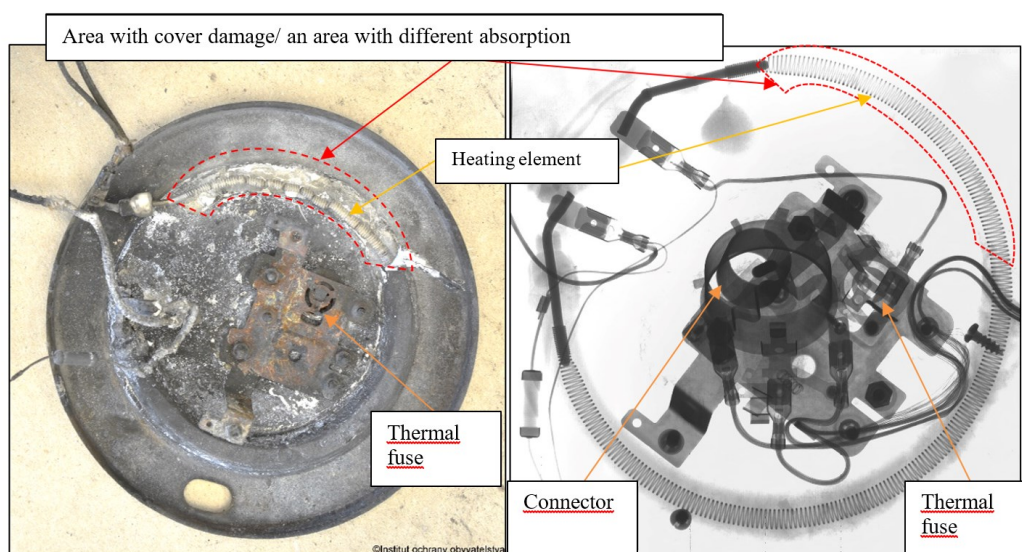 Area with cover damage/ an area with different absorption
Heating element
Thermal
fuse
Connector
Thermal
fuse
©Institut ochrany obyvatelstva